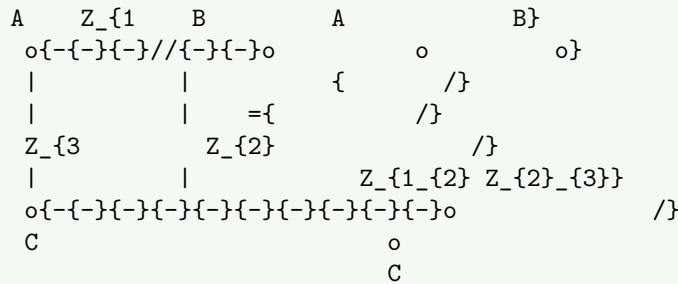 A Z_{1 B A B}
o{-{-}{-}//{-}{-}o o o}
| | { /}
| | ={ /}
Z_{3 Z_{2} /}
| | Z_{1_{2} Z_{2}_{3}}
o{-{-}{-}{-}{-}{-}{-}{-}{-}{-}o /}
C o
C